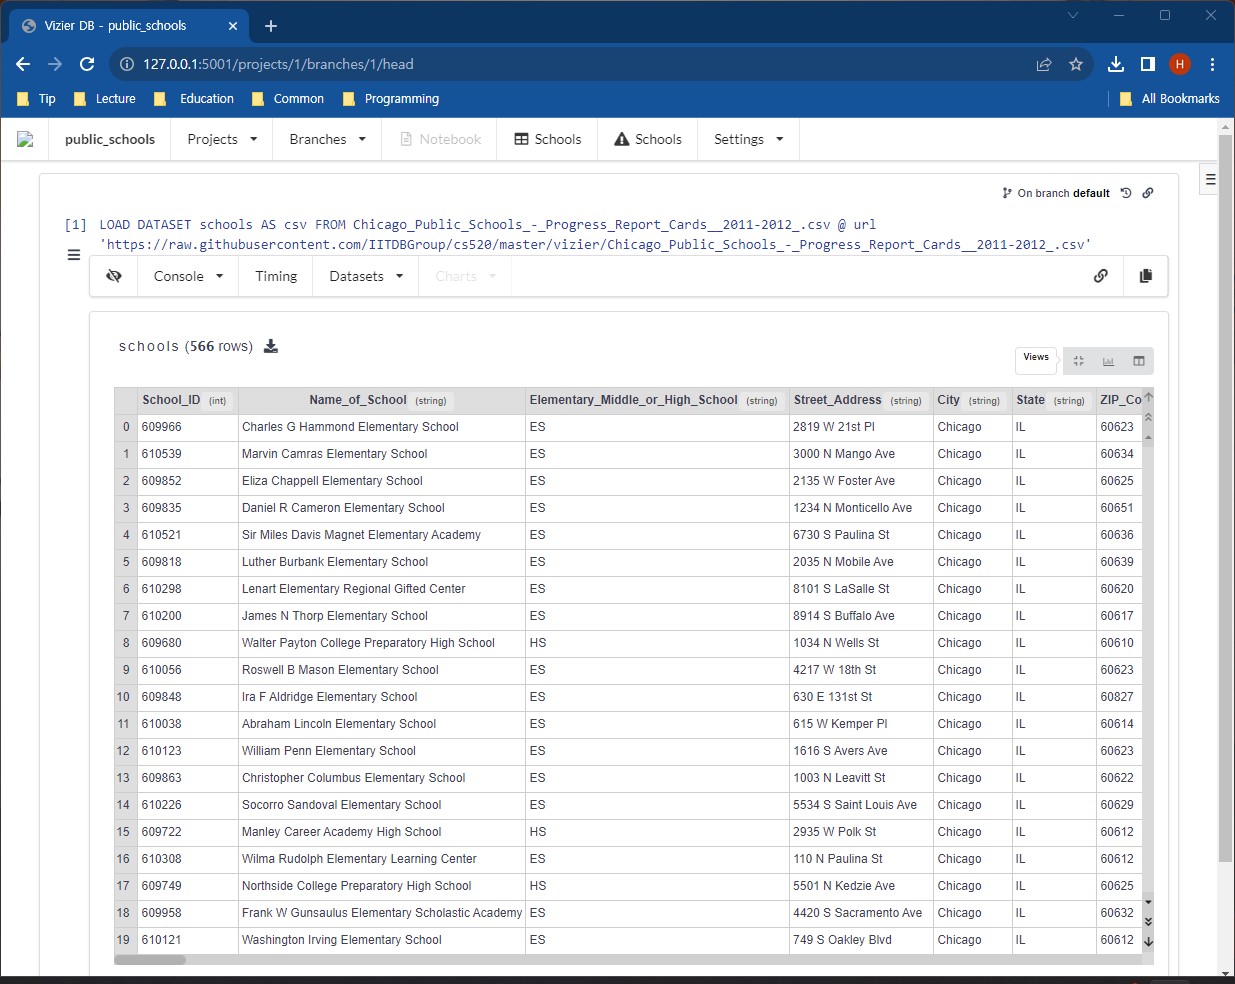 Vizier DB - public_schools
127.0.0.1:5001/projects/1/branches/1/head
H
Tip Lecture Education Common Programming All Bookmarks
public_schools Projects Branches Notebook Schools Schools Settings
On branch default
[1] LOAD DATASET schools AS csv FROM Chicago_Public_Schools_-_Progress_Report_Cards__2011-2012_.csv @ url
'https://raw.githubusercontent.com/IITDBGroup/cs520/master/vizier/Chicago_Public_Schools_-_Progress_Report_Cards__2011-2012_.csv'
Console Timing Datasets Charts
schools (566 rows)
Views
School_ID (int) Name_of_School (string) Elementary_Middle_or_High_School (string) Street_Address (string) City (string) State (string) ZIP_Co
0 609966 Charles G Hammond Elementary School ES 2819 W 21st Pl Chicago IL 60623
1 610539 Marvin Camras Elementary School ES 3000 N Mango Ave Chicago IL 60634
2 609852 Eliza Chappell Elementary School ES 2135 W Foster Ave Chicago IL 60625
3 609835 Daniel R Cameron Elementary School ES 1234 N Monticello Ave Chicago IL 60651
4 610521 Sir Miles Davis Magnet Elementary Academy ES 6730 S Paulina St Chicago IL 60636
5 609818 Luther Burbank Elementary School ES 2035 N Mobile Ave Chicago IL 60639
6 610298 Lenart Elementary Regional Gifted Center ES 8101 S LaSalle St Chicago IL 60620
7 610200 James N Thorp Elementary School ES 8914 S Buffalo Ave Chicago IL 60617
8 609680 Walter Payton College Preparatory High School HS 1034 N Wells St Chicago IL 60610
9 610056 Roswell B Mason Elementary School ES 4217 W 18th St Chicago IL 60623
10 609848 Ira F Aldridge Elementary School ES 630 E 131st St Chicago IL 60827
11 610038 Abraham Lincoln Elementary School ES 615 W Kemper Pl Chicago IL 60614
12 610123 William Penn Elementary School ES 1616 S Avers Ave Chicago IL 60623
13 609863 Christopher Columbus Elementary School ES 1003 N Leavitt St Chicago IL 60622
14 610226 Socorro Sandoval Elementary School ES 5534 S Saint Louis Ave Chicago IL 60629
15 609722 Manley Career Academy High School HS 2935 W Polk St Chicago IL 60612
16 610308 Wilma Rudolph Elementary Learning Center ES 110 N Paulina St Chicago IL 60612
17 609749 Northside College Preparatory High School HS 5501 N Kedzie Ave Chicago IL 60625
18 609958 Frank W Gunsaulus Elementary Scholastic Academy ES 4420 S Sacramento Ave Chicago IL 60632
19 610121 Washington Irving Elementary School ES 749 S Oakley Blvd Chicago IL 60612